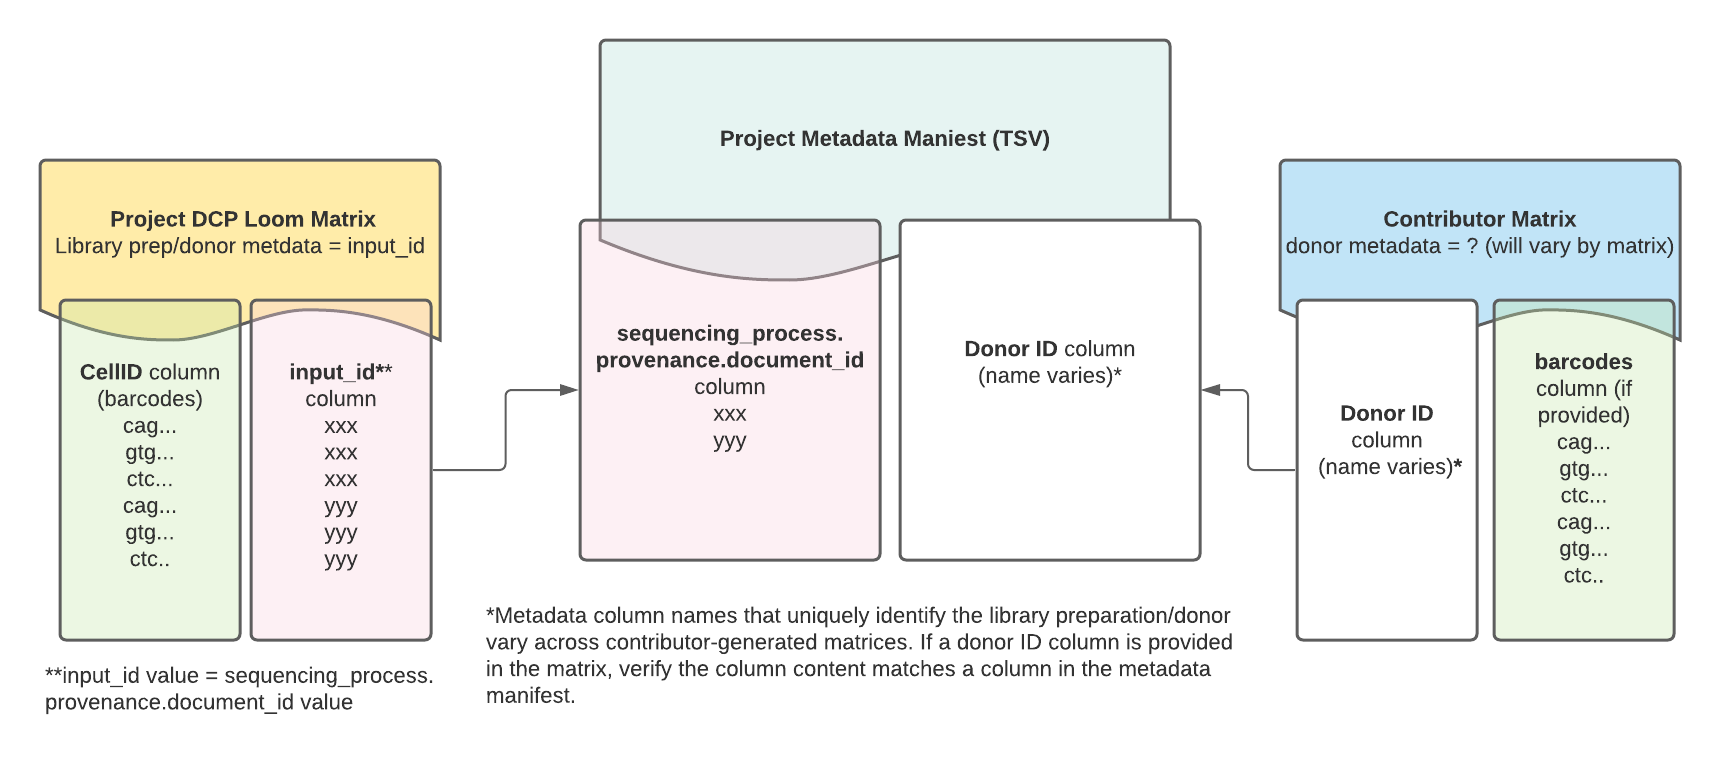 Project Metadata Maniest (TSV)
Project DCP Loom Matrix
Library prep/donor metdata = input_id
CellID column
(barcodes)
cag...
gtg...
ctc...
cag...
gtg...
ctc..
input_id**
column
xxx
xxx
xxx
yyy
yyy
yyy
**input_id value = sequencing_process.
provenance.document_id value
sequencing_process.
provenance.document_id
column
xxx
yyy
Donor ID column
(name varies)*
*Metadata column names that uniquely identify the library preparation/donor
vary across contributor-generated matrices. If a donor ID column is provided
in the matrix, verify the column content matches a column in the metadata
manifest.
Contributor Matrix
donor metadata = ? (will vary by matrix)
Donor ID
column
(name varies)*
barcodes
column (if
provided)
cag...
gtg...
ctc...
cag...
gtg...
ctc..